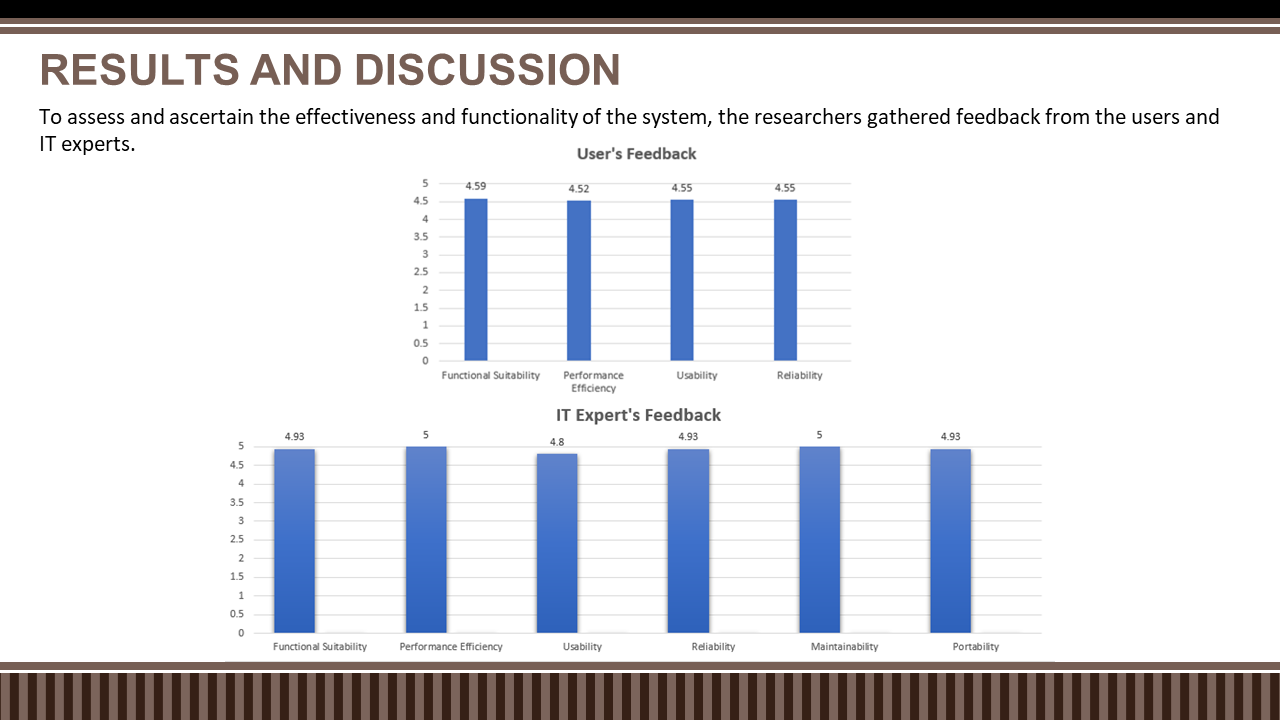 RESULTS AND DISCUSSION
To assess and ascertain the effectiveness and functionality of the system, the researchers gathered feedback from the users and
IT experts.
User's Feedback
5
4.5
4
3.5
3
2.5
2
1.5
1
0.5
0
4.59
4.52
4.55
4.55
Functional Suitability
Performance
Efficiency
Usability
Reliability
IT Expert's Feedback
5
4.5
4
3.5
3
2.5
2
1.5
1
0.5
0
4.93
5
4.8
4.93
5
4.93
Functional Suitability
Performance Efficiency
Usability
Reliability
Maintainability
Portability